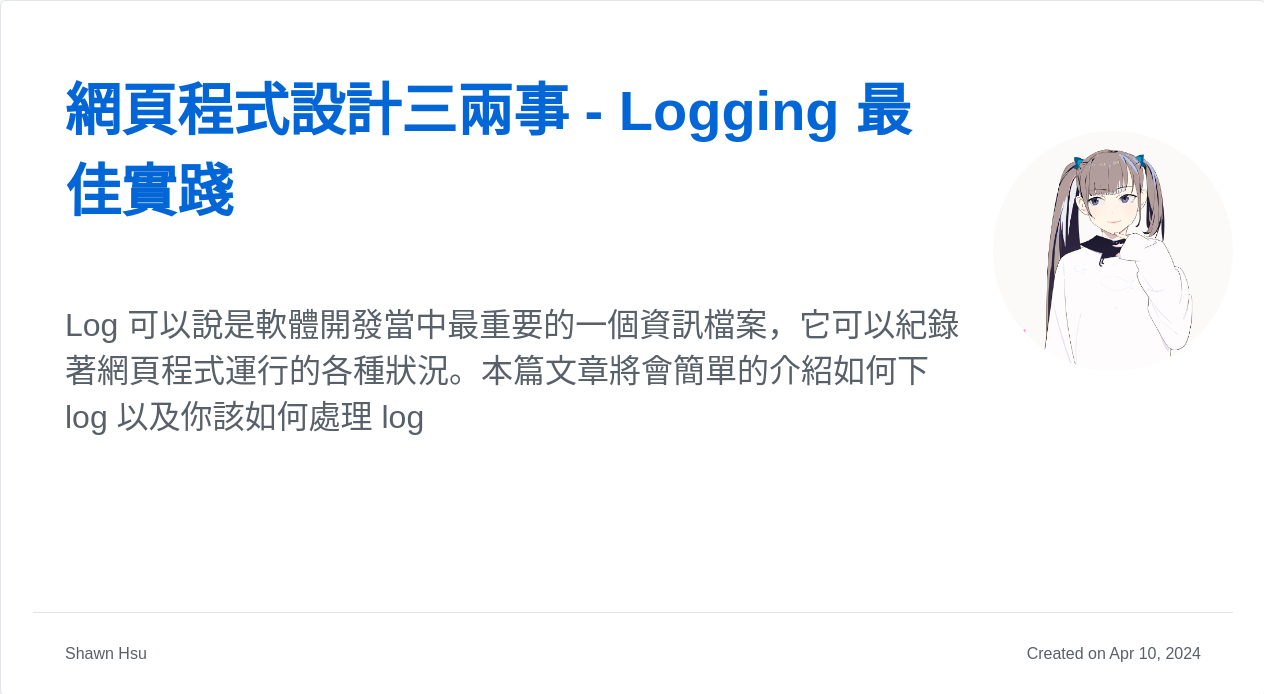 網頁程式設計三兩事 - Logging 最
佳實踐
Log 可以說是軟體開發當中最重要的一個資訊檔案，它可以紀錄
著網頁程式運行的各種狀況。本篇文章將會簡單的介紹如何下
log 以及你該如何處理 log
Shawn Hsu
Created on Apr 10, 2024